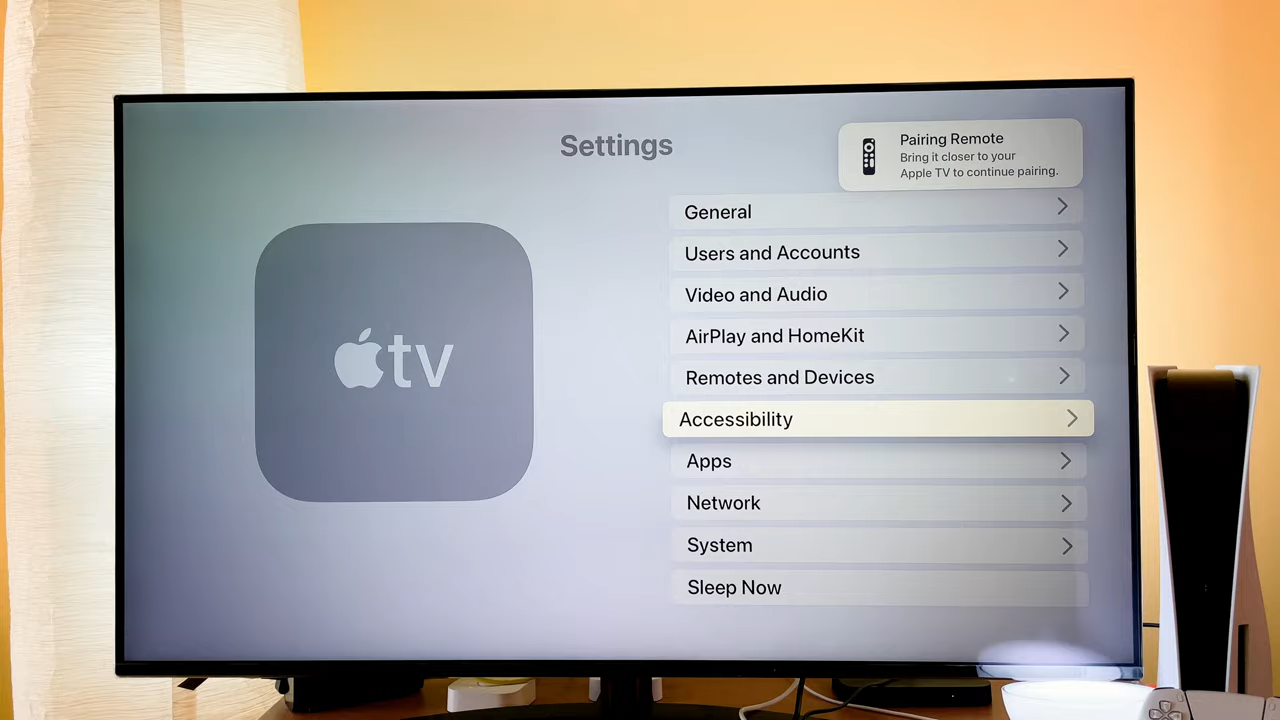 Settings
Pairing Remote
Bring it closer to your
Apple TV to continue pairing.
tv
General
Users and Accounts
Video and Audio
AirPlay and HomeKit
Remotes and Devices
Accessibility
Apps
Network
System
Sleep Now